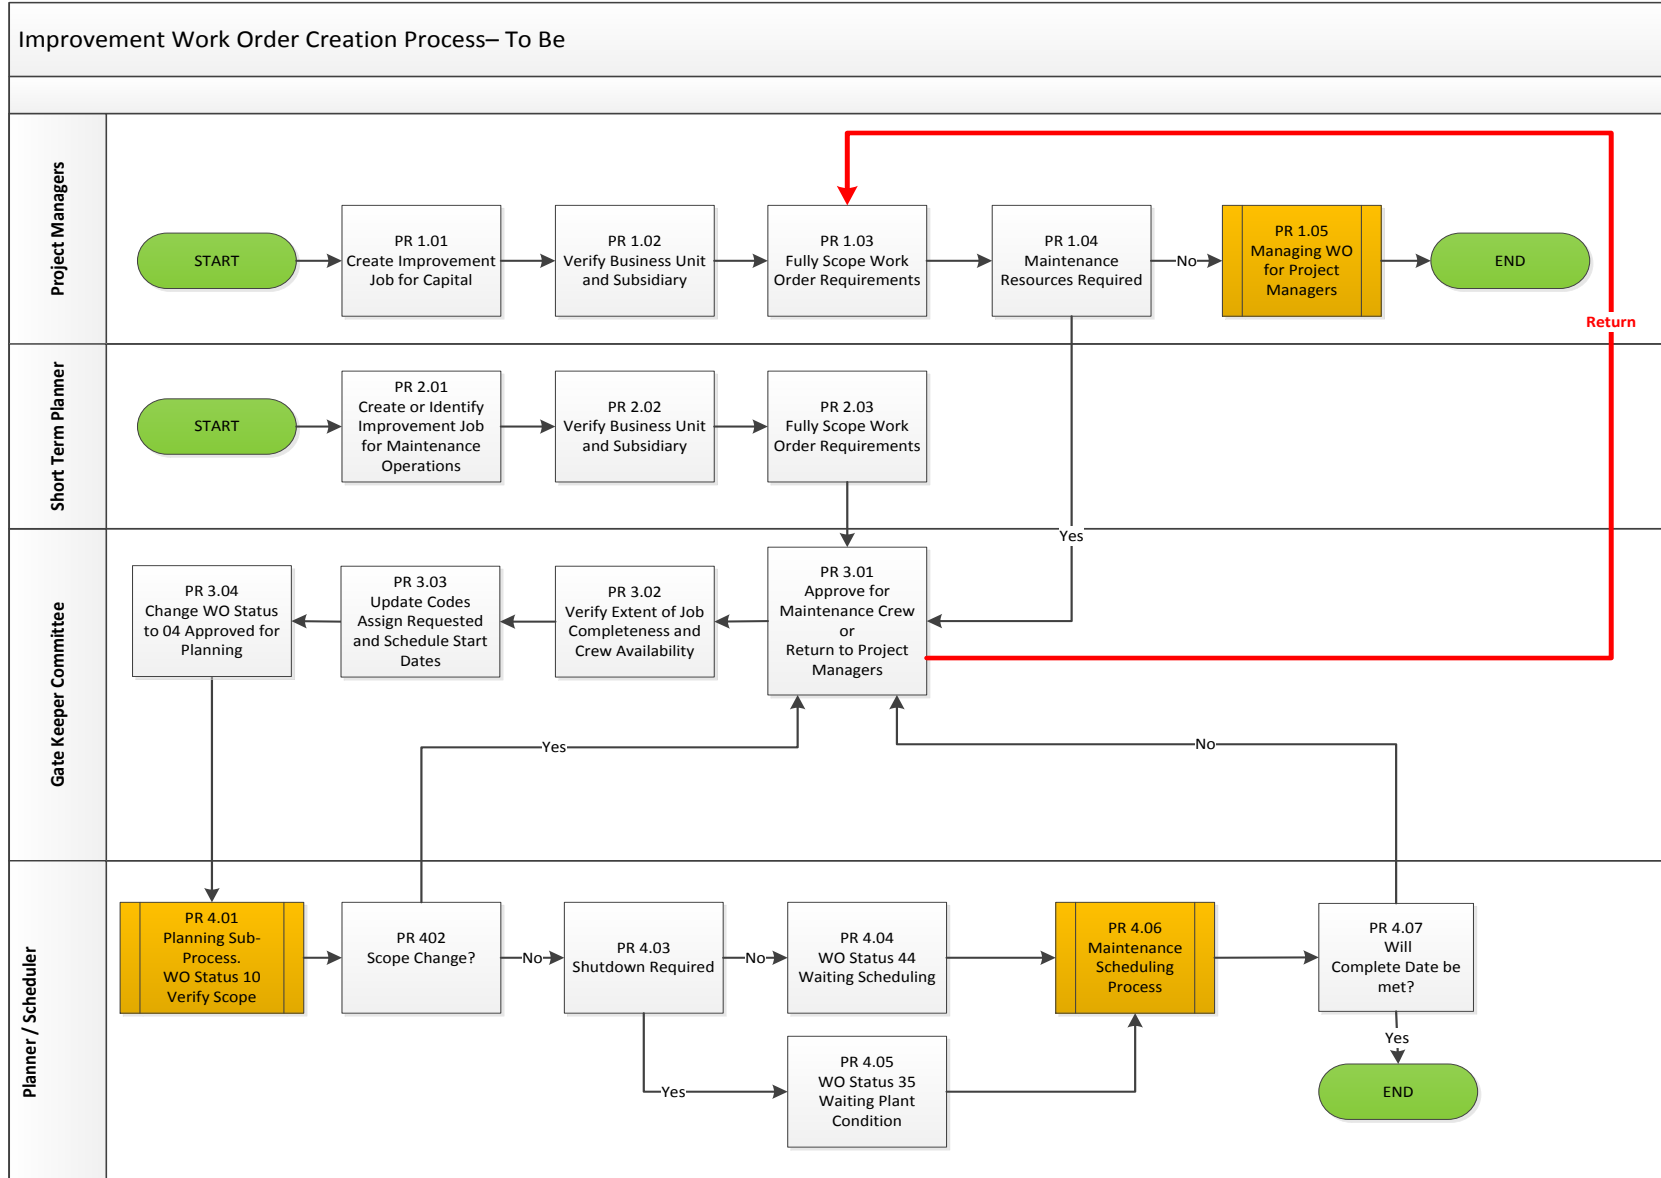 Improvement Work Order Creation Process– To Be
Project Managers
START
PR 1.01
Create Improvement
Job for Capital
PR 1.02
Verify Business Unit
and Subsidiary
PR 1.03
Fully Scope Work
Order Requirements
PR 1.04
Maintenance
Resources Required
No
PR 1.05
Managing WO
for Project
Managers
END
Return
Short Term Planner
START
PR 2.01
Create or Identify
Improvement Job
for Maintenance
Operations
PR 2.02
Verify Business Unit
and Subsidiary
PR 2.03
Fully Scope Work
Order Requirements
Yes
Gate Keeper Committee
PR 3.04
Change WO Status
to 04 Approved for
Planning
PR 3.03
Update Codes
Assign Requested
and Schedule Start
Dates
PR 3.02
Verify Extent of Job
Completeness and
Crew Availability
PR 3.01
Approve for
Maintenance Crew
or
Return to Project
Managers
Yes
No
Planner / Scheduler
PR 4.01
Planning Sub-
Process.
WO Status 10
Verify Scope
PR 402
Scope Change?
No
PR 4.03
Shutdown Required
No
PR 4.04
WO Status 44
Waiting Scheduling
PR 4.06
Maintenance
Scheduling
Process
PR 4.07
Will
Complete Date be
met?
Yes
Yes
PR 4.05
WO Status 35
Waiting Plant
Condition
END